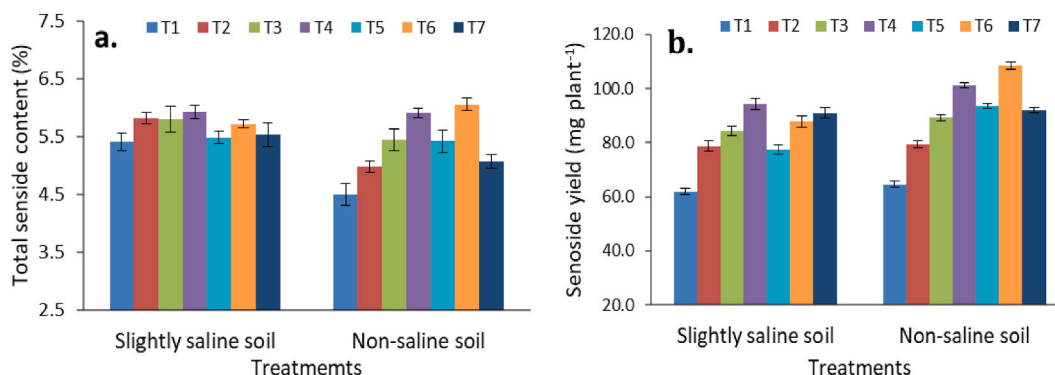 a.
T1 T2 T3 T4 T5 T6 T7
Total senside content (%)
7.5
6.5
5.5
4.5
3.5
2.5
Slightly saline soil Non-saline soil
Treatmemts
b.
T1 T2 T3 T4 T5 T6 T7
Senoside yield (mg plant⁻¹)
120.0
100.0
80.0
60.0
40.0
20.0
Slightly saline soil Non-saline soil
Treatments